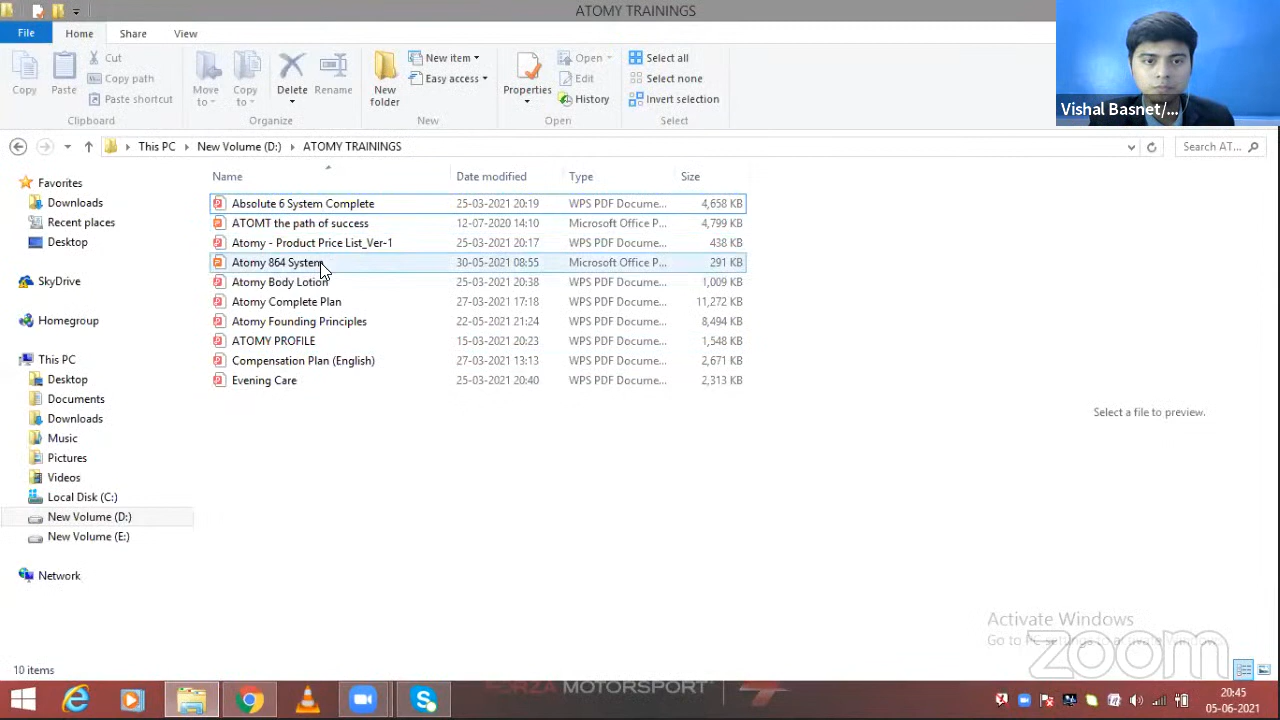 ATOMY TRAININGS
File Home Share View
Copy
Paste
Cut
Copy path
Paste shortcut
Clipboard
Move to
Copy to
Delete
Rename
Organize
New folder
New item
Easy access
New
Properties
Open
Edit
History
Open
Select all
Select none
Invert selection
Select
Vishal Basnet/...
This PC New Volume (D:) ATOMY TRAININGS
Search AT...
Name Date modified Type Size
Absolute 6 System Complete 25-03-2021 20:19 WPS PDF Docume... 4,658 KB
ATOMT the path of success 12-07-2020 14:10 Microsoft Office P... 4,799 KB
Atomy - Product Price List_Ver-1 25-03-2021 20:17 WPS PDF Docume... 438 KB
Atomy 864 System 30-05-2021 08:55 Microsoft Office P... 291 KB
Atomy Body Lotion 25-03-2021 20:38 WPS PDF Docume... 1,009 KB
Atomy Complete Plan 27-03-2021 17:18 WPS PDF Docume... 11,272 KB
Atomy Founding Principles 22-05-2021 21:24 WPS PDF Docume... 8,494 KB
ATOMY PROFILE 15-03-2021 20:23 WPS PDF Docume... 1,548 KB
Compensation Plan (English) 27-03-2021 13:13 WPS PDF Docume... 2,671 KB
Evening Care 25-03-2021 20:40 WPS PDF Docume... 2,313 KB
Favorites
Downloads
Recent places
Desktop
SkyDrive
Homegroup
This PC
Desktop
Documents
Downloads
Music
Pictures
Videos
Local Disk (C:)
New Volume (D:)
New Volume (E:)
Network
Select a file to preview.
Activate Windows
Go to PC settings to activate Windows.
zoom
10 items
FORZA MOTORSPORT
20:45
05-06-2021